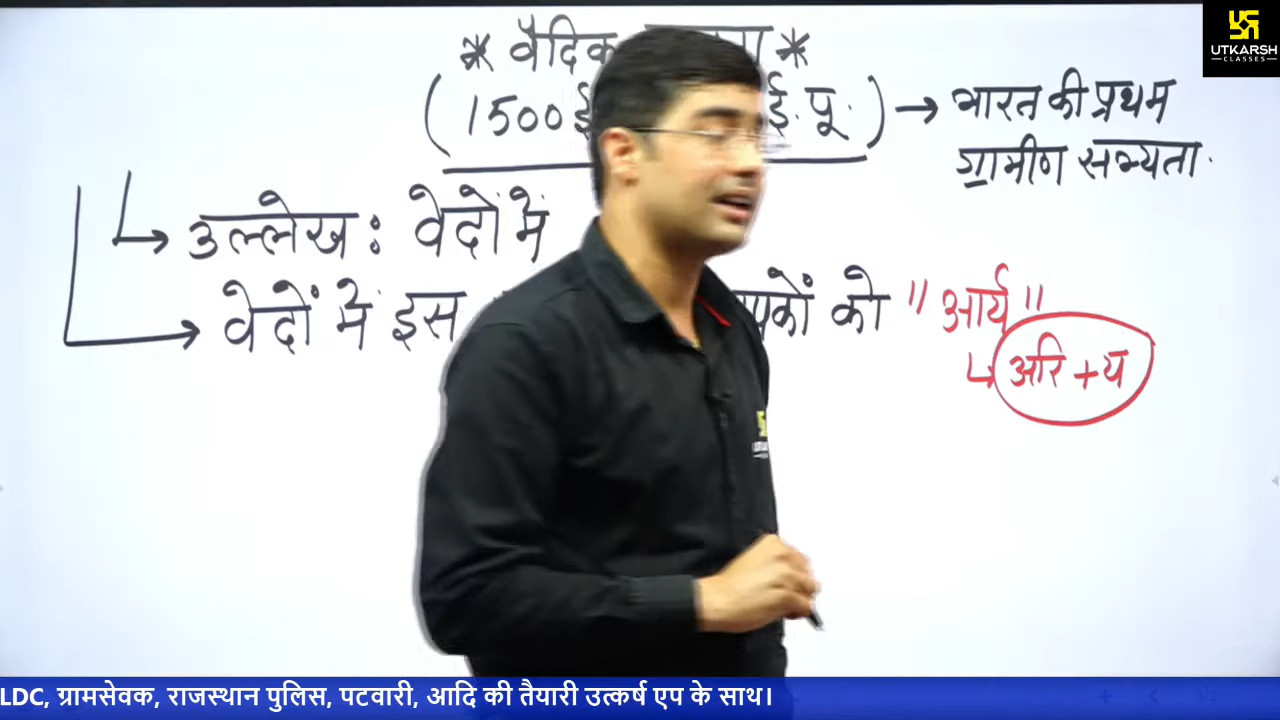 * वैदिक *
(1500 ई.पू.) → भारत की प्रथम
ग्रामीण सभ्यता.
→ उल्लेख: वेदों में
→ वेदों में इस को "आर्य"
↳ अरि + य
UTKARSH
CLASSES
LDC, ग्रामसेवक, राजस्थान पुलिस, पटवारी, आदि की तैयारी उत्कर्ष एप के साथ।